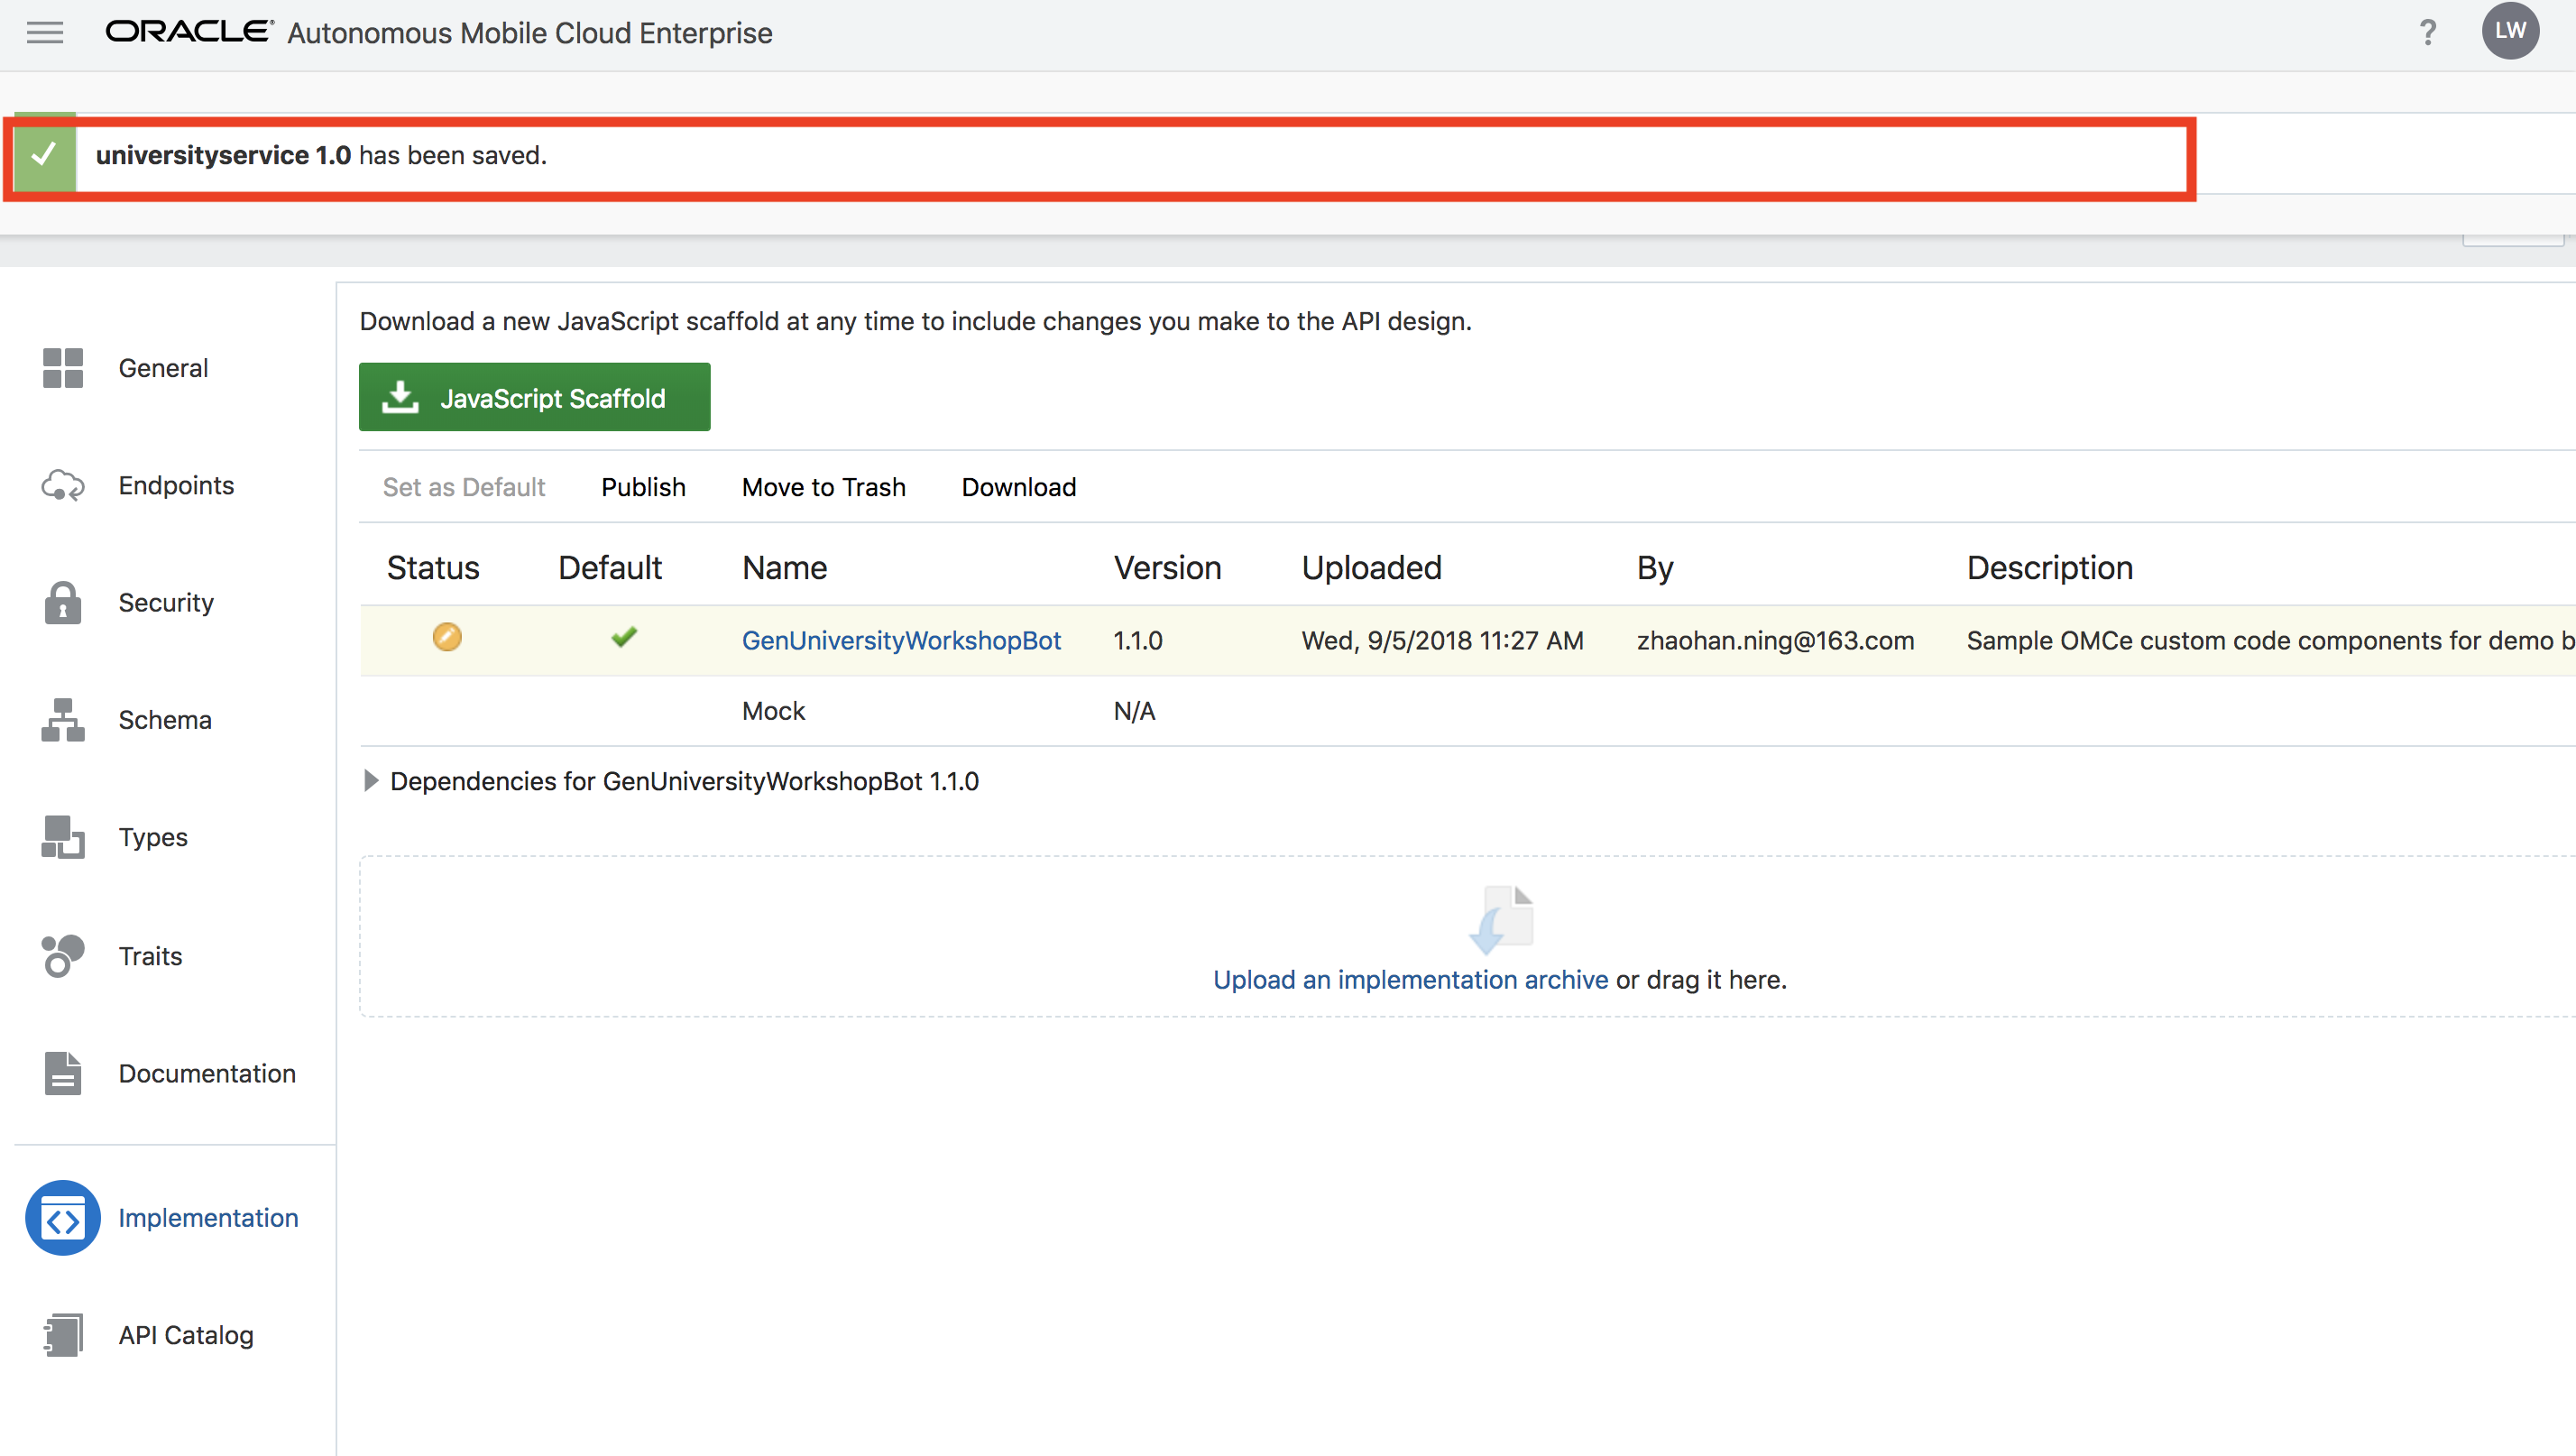 ORACLE® Autonomous Mobile Cloud Enterprise
? LW
universityservice 1.0 has been saved.
Download a new JavaScript scaffold at any time to include changes you make to the API design.
JavaScript Scaffold
Set as Default Publish Move to Trash Download
Status Default Name Version Uploaded By Description
GenUniversityWorkshopBot 1.1.0 Wed, 9/5/2018 11:27 AM zhaohan.ning@163.com Sample OMCe custom code components for demo b
Mock N/A
Dependencies for GenUniversityWorkshopBot 1.1.0
Upload an implementation archive or drag it here.
General
Endpoints
Security
Schema
Types
Traits
Documentation
Implementation
API Catalog